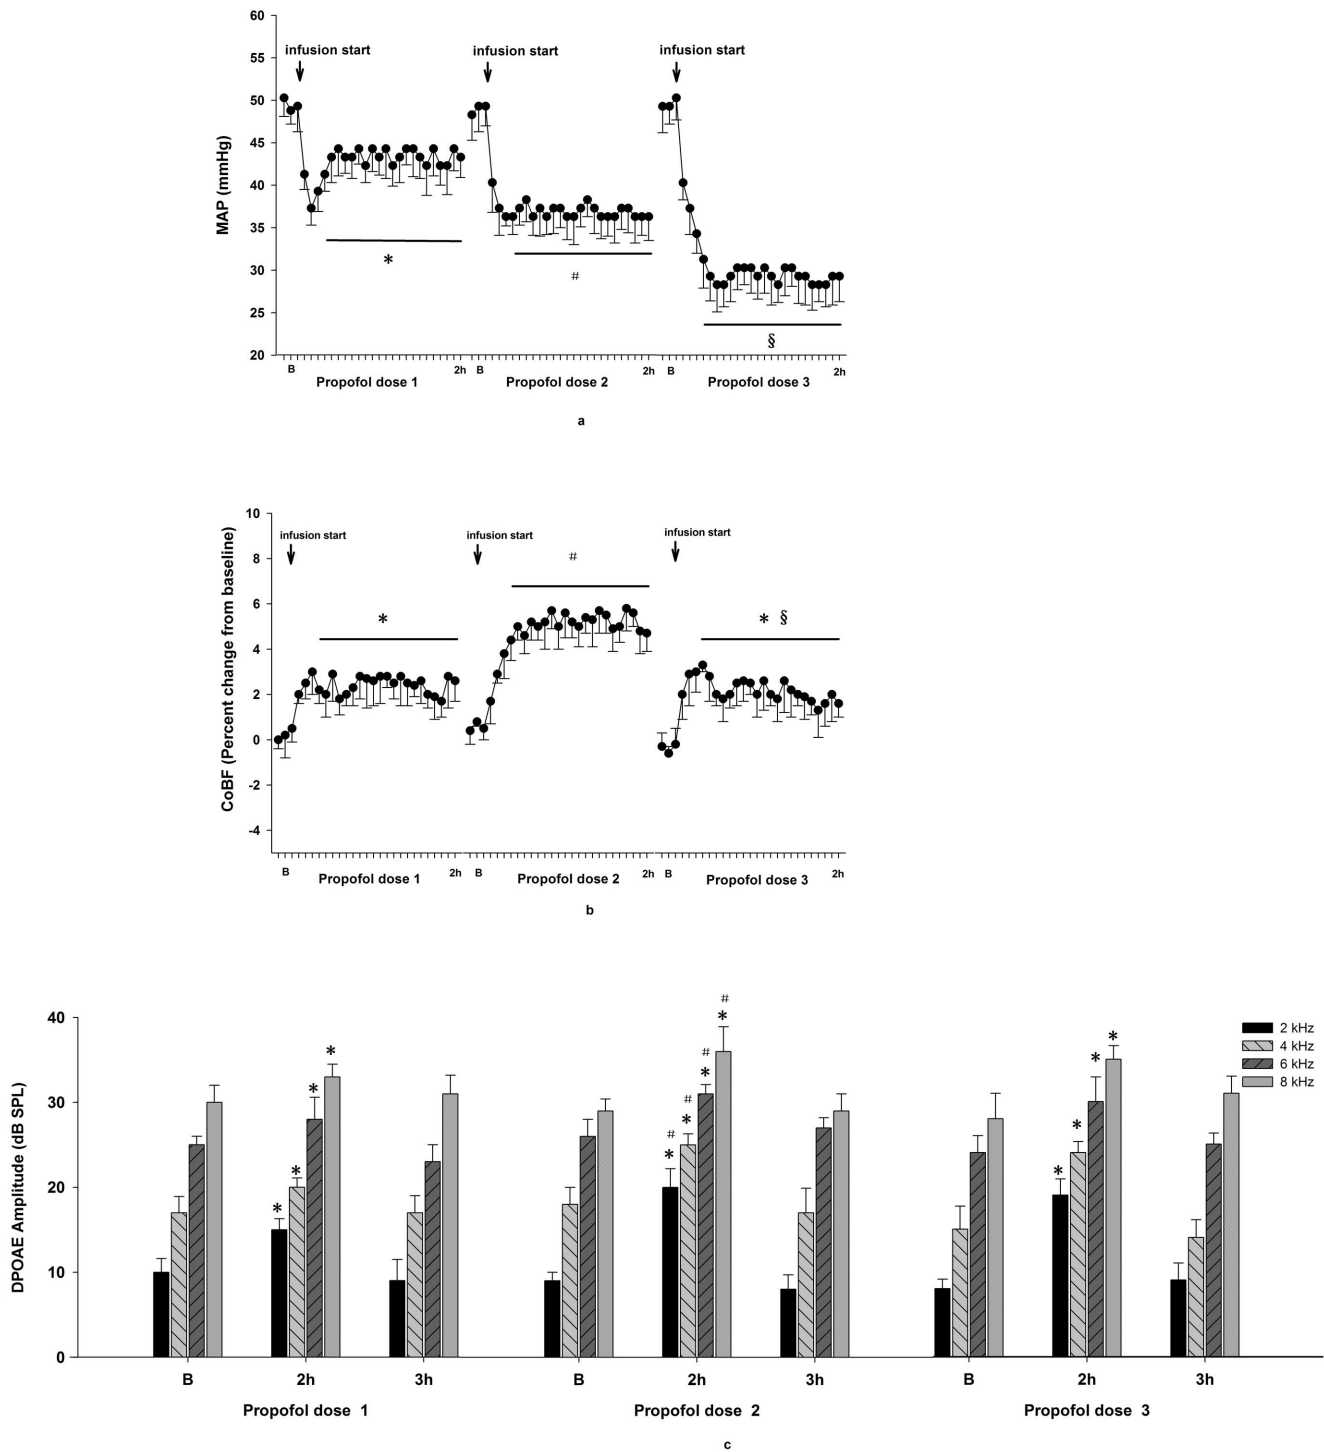 60
55
50
45
40
35
30
25
20
MAP (mmHg)
infusion start
infusion start
infusion start
*
#
§
B
2h
B
2h
B
2h
Propofol dose 1
Propofol dose 2
Propofol dose 3
a
10
8
6
4
2
0
-2
-4
CoBF (Percent change from baseline)
infusion start
infusion start
infusion start
*
#
* §
B
2h
B
2h
B
2h
Propofol dose 1
Propofol dose 2
Propofol dose 3
b
40
30
20
10
0
DPOAE Amplitude (dB SPL)
*
*
*
*
#
*
#
*
#
*
#
*
*
*
*
*
2 kHz
4 kHz
6 kHz
8 kHz
B
2h
3h
B
2h
3h
B
2h
3h
Propofol dose 1
Propofol dose 2
Propofol dose 3
c